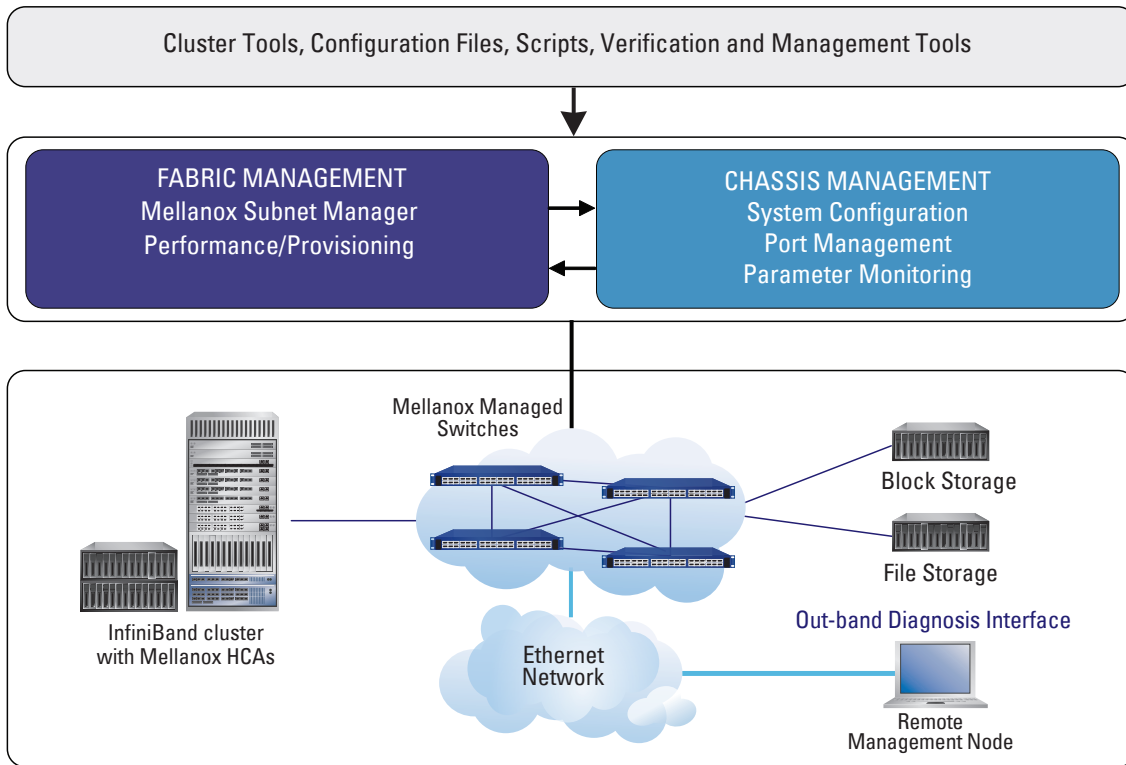 Cluster Tools, Configuration Files, Scripts, Verification and Management Tools
FABRIC MANAGEMENT
Mellanox Subnet Manager
Performance/Provisioning
CHASSIS MANAGEMENT
System Configuration
Port Management
Parameter Monitoring
Mellanox Managed
Switches
Block Storage
File Storage
InfiniBand cluster
with Mellanox HCAs
Ethernet
Network
Out-band Diagnosis Interface
Remote
Management Node